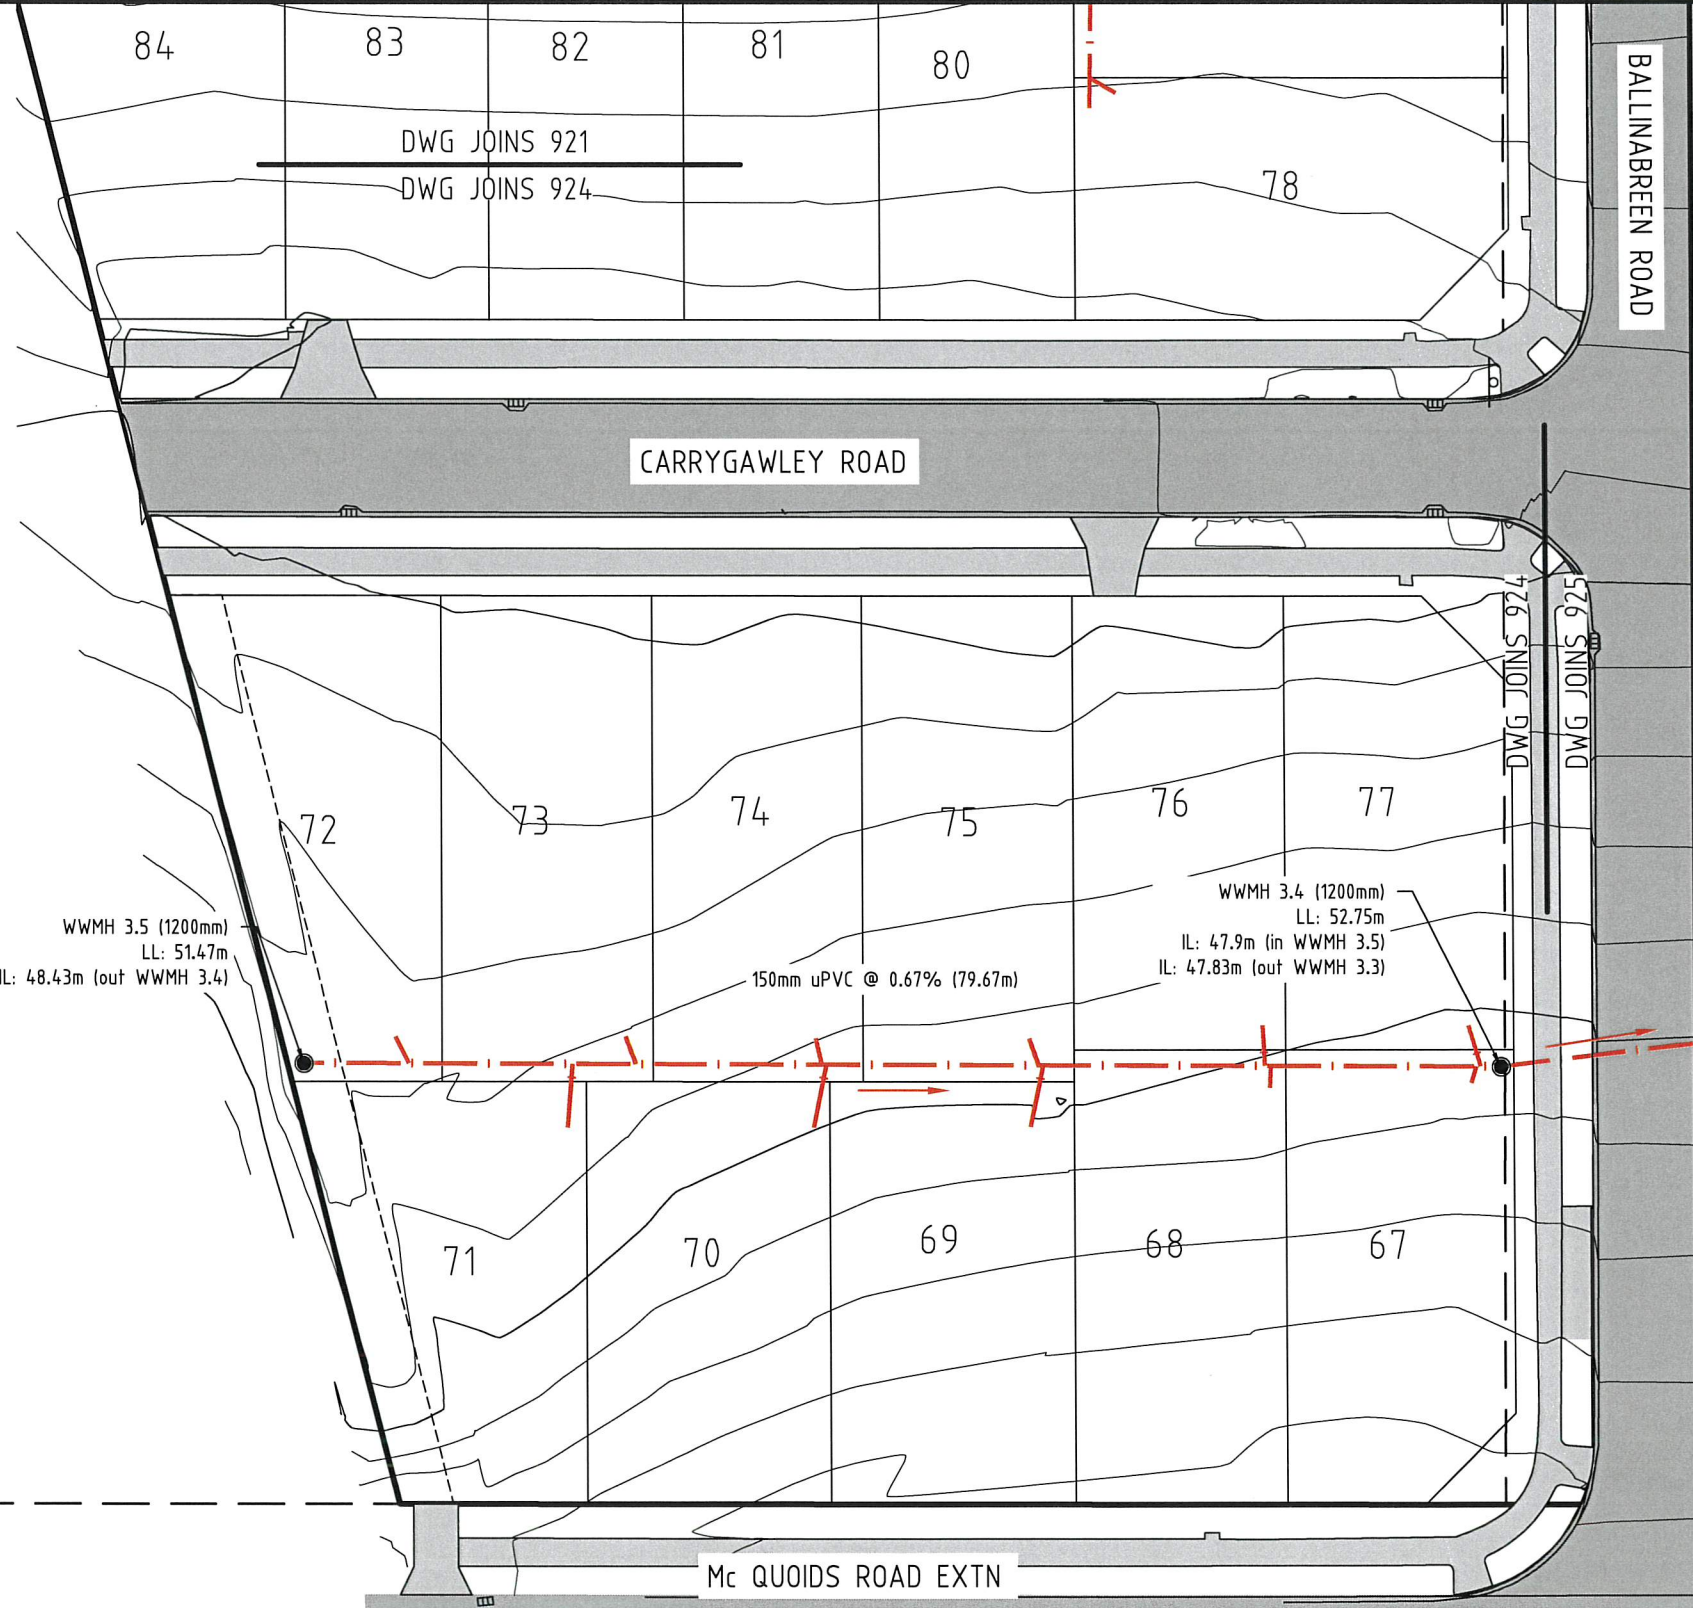 84
83
82
81
80
DWG JOINS 921
DWG JOINS 924
78
BALLINABREEN ROAD
CARRYGAWLEY ROAD
DWG JOINS 924
DWG JOINS 925
72
73
74
75
76
77
WWMH 3.5 (1200mm)
LL: 51.47m
IL: 48.43m (out WWMH 3.4)
150mm uPVC @ 0.67% (79.67m)
WWMH 3.4 (1200mm)
LL: 52.75m
IL: 47.9m (in WWMH 3.5)
IL: 47.83m (out WWMH 3.3)
71
70
69
68
67
Mc QUOIDS ROAD EXTN